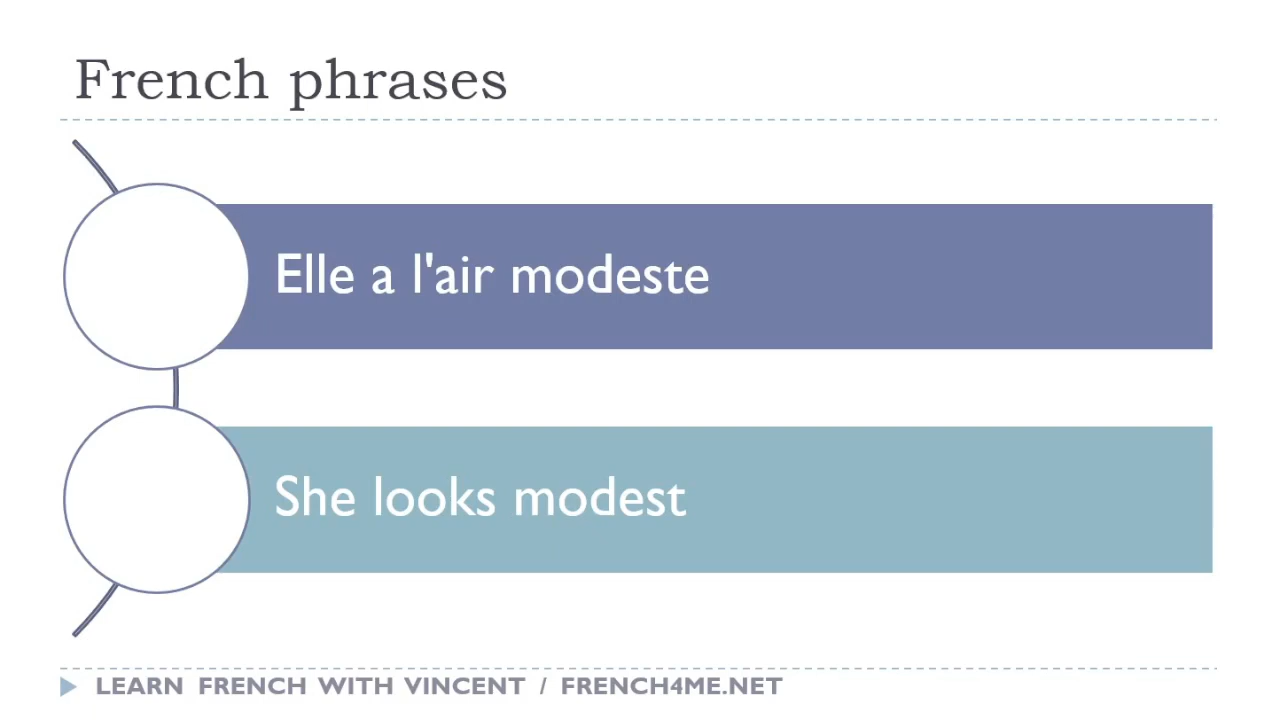 French phrases
Elle a l'air modeste
She looks modest
LEARN FRENCH WITH VINCENT / FRENCH4ME.NET